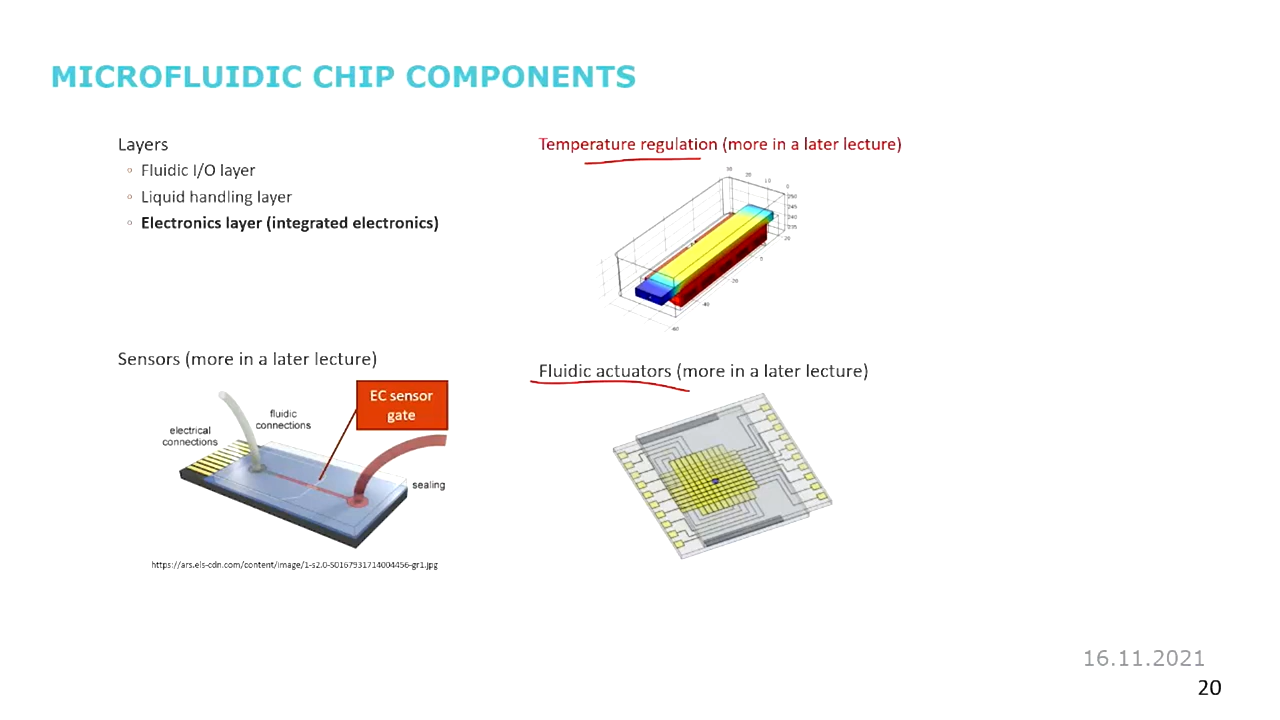 MICROFLUIDIC CHIP COMPONENTS
Layers
Fluidic I/O layer
Liquid handling layer
Electronics layer (integrated electronics)
Temperature regulation (more in a later lecture)
Sensors (more in a later lecture)
EC sensor
gate
fluidic
connections
electrical
connections
sealing
https://ars.els-cdn.com/content/image/1-s2.0-S0167931714004456-gr1.jpg
Fluidic actuators (more in a later lecture)
16.11.2021
20